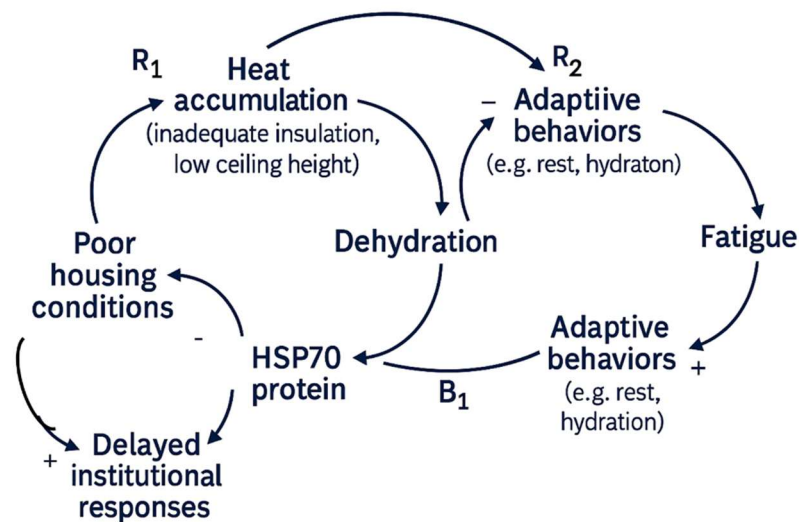 R1
Heat
accumulation
(inadequate insulation,
low ceiling height)
R2
– Adaptiive
behaviors
(e.g. rest, hydraton)
Poor
housing
conditions
Dehydration
Fatigue
-
HSP70
protein
B1
Adaptive
behaviors +
(e.g. rest,
hydration)
+
Delayed
institutional
responses